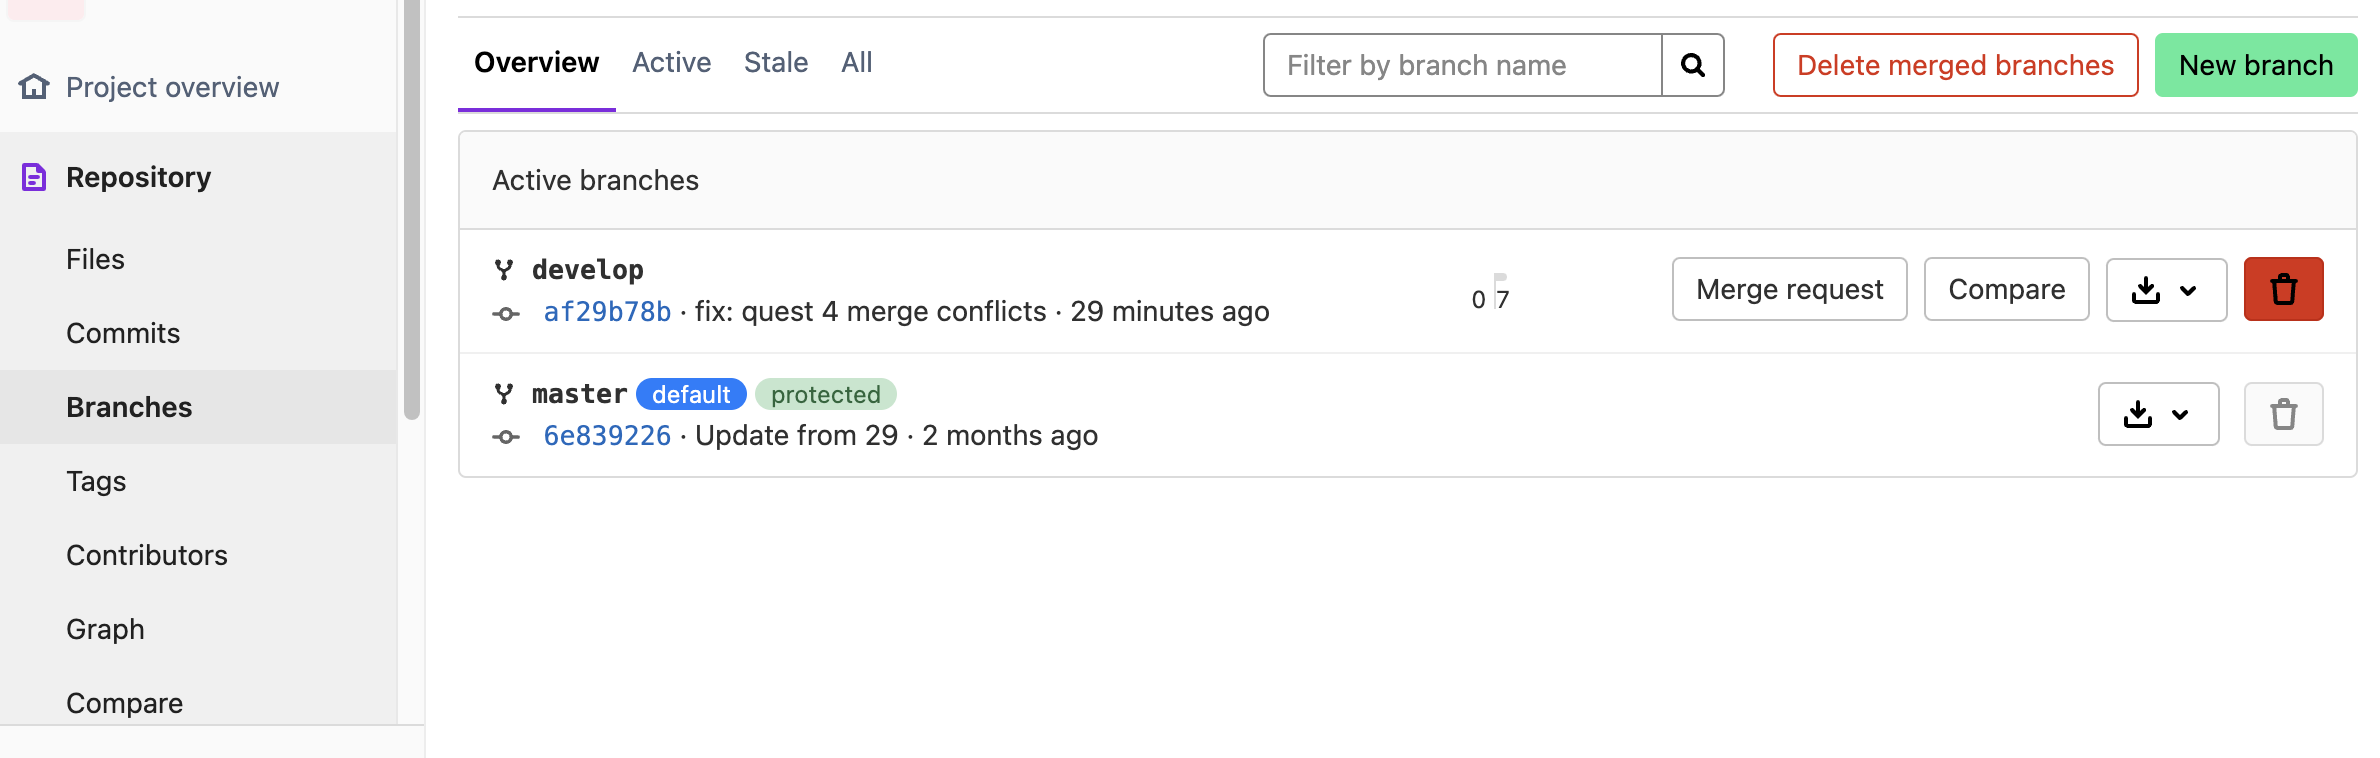 Project overview
Repository
Files
Commits
Branches
Tags
Contributors
Graph
Compare
Overview Active Stale All Filter by branch name Delete merged branches New branch
Active branches
develop
af29b78b · fix: quest 4 merge conflicts · 29 minutes ago
0 7 Merge request Compare
master default protected
6e839226 · Update from 29 · 2 months ago